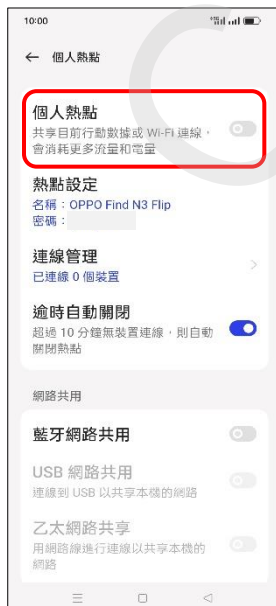 10:00
個人熱點
個人熱點
共享目前行動數據或 Wi-Fi 連線，
會消耗更多流量和電量
熱點設定
名稱：OPPO Find N3 Flip
密碼：
連線管理
已連線 0 個裝置
逾時自動關閉
超過 10 分鐘無裝置連線，則自動
關閉熱點
網路共用
藍牙網路共用
USB 網路共用
連線到 USB 以共享本機的網路
乙太網路共享
用網路線進行連線以共享本機的
網路